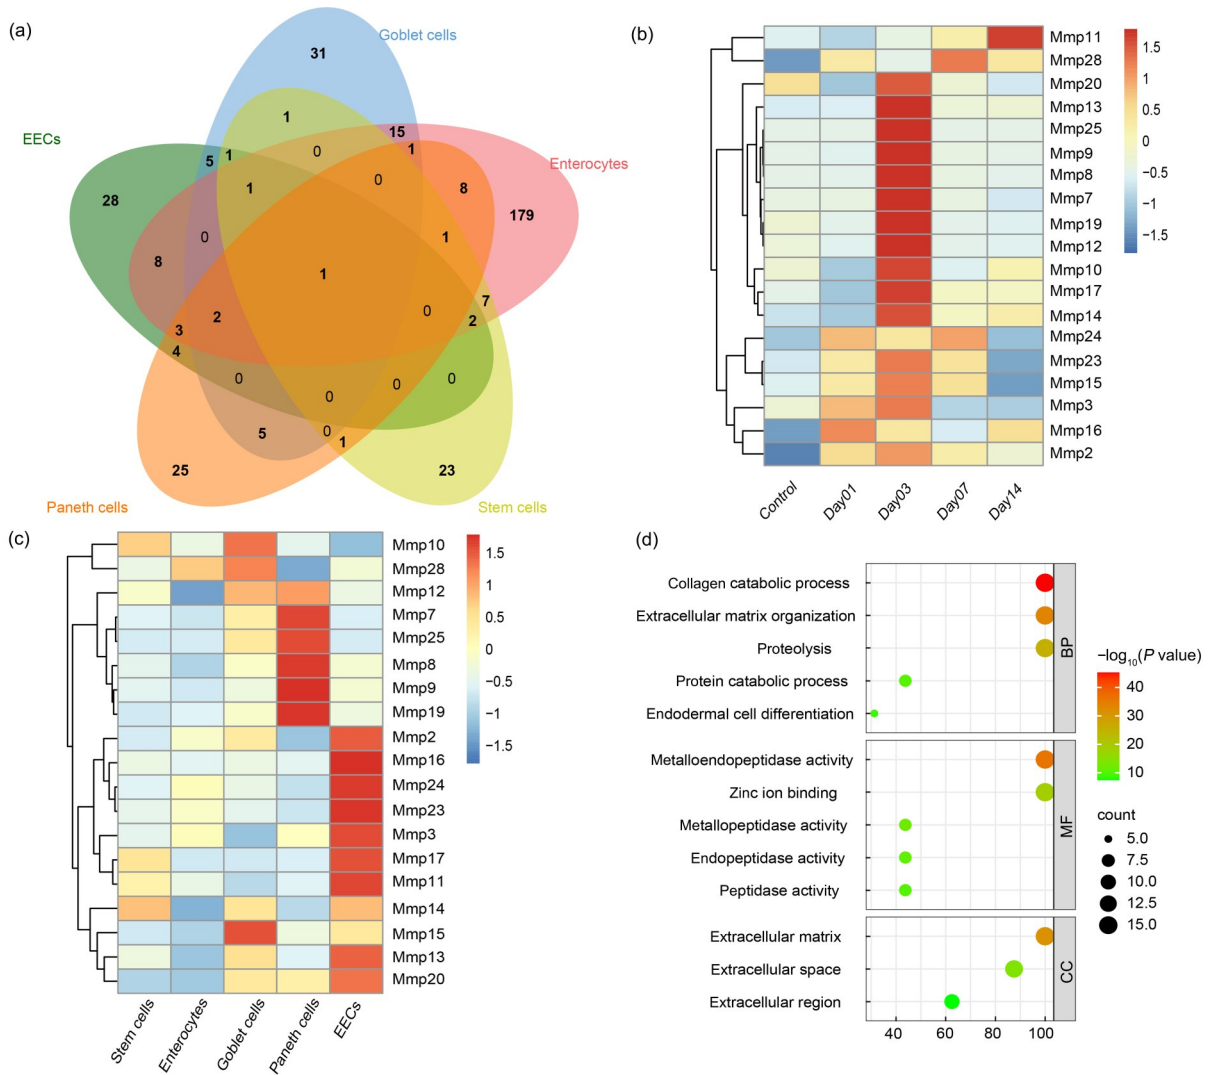 (a)
Goblet cells
31
EECs
1
15
Enterocytes
5 1 0 1
28 1 0 8 179
0 1
8 1
7
3 2 0 2
4
0 0 0 0
5 0 1
25 23
Paneth cells Stem cells
(b)
Mmp11
Mmp28
Mmp20
Mmp13
Mmp25
Mmp9
Mmp8
Mmp7
Mmp19
Mmp12
Mmp10
Mmp17
Mmp14
Mmp24
Mmp23
Mmp15
Mmp3
Mmp16
Mmp2
Control Day01 Day03 Day07 Day14
1.5
1
0.5
0
−0.5
−1
−1.5
(c)
Mmp10
Mmp28
Mmp12
Mmp7
Mmp25
Mmp8
Mmp9
Mmp19
Mmp2
Mmp16
Mmp24
Mmp23
Mmp3
Mmp17
Mmp11
Mmp14
Mmp15
Mmp13
Mmp20
Stem cells Enterocytes Goblet cells Paneth cells EECs
1.5
1
0.5
0
−0.5
−1
−1.5
(d)
Collagen catabolic process
Extracellular matrix organization
Proteolysis
Protein catabolic process
Endodermal cell differentiation
BP
Metalloendopeptidase activity
Zinc ion binding
Metallopeptidase activity
Endopeptidase activity
Peptidase activity
MF
Extracellular matrix
Extracellular space
Extracellular region
CC
40 60 80 100
−log10(P value)
40
30
20
10
count
5.0
7.5
10.0
12.5
15.0